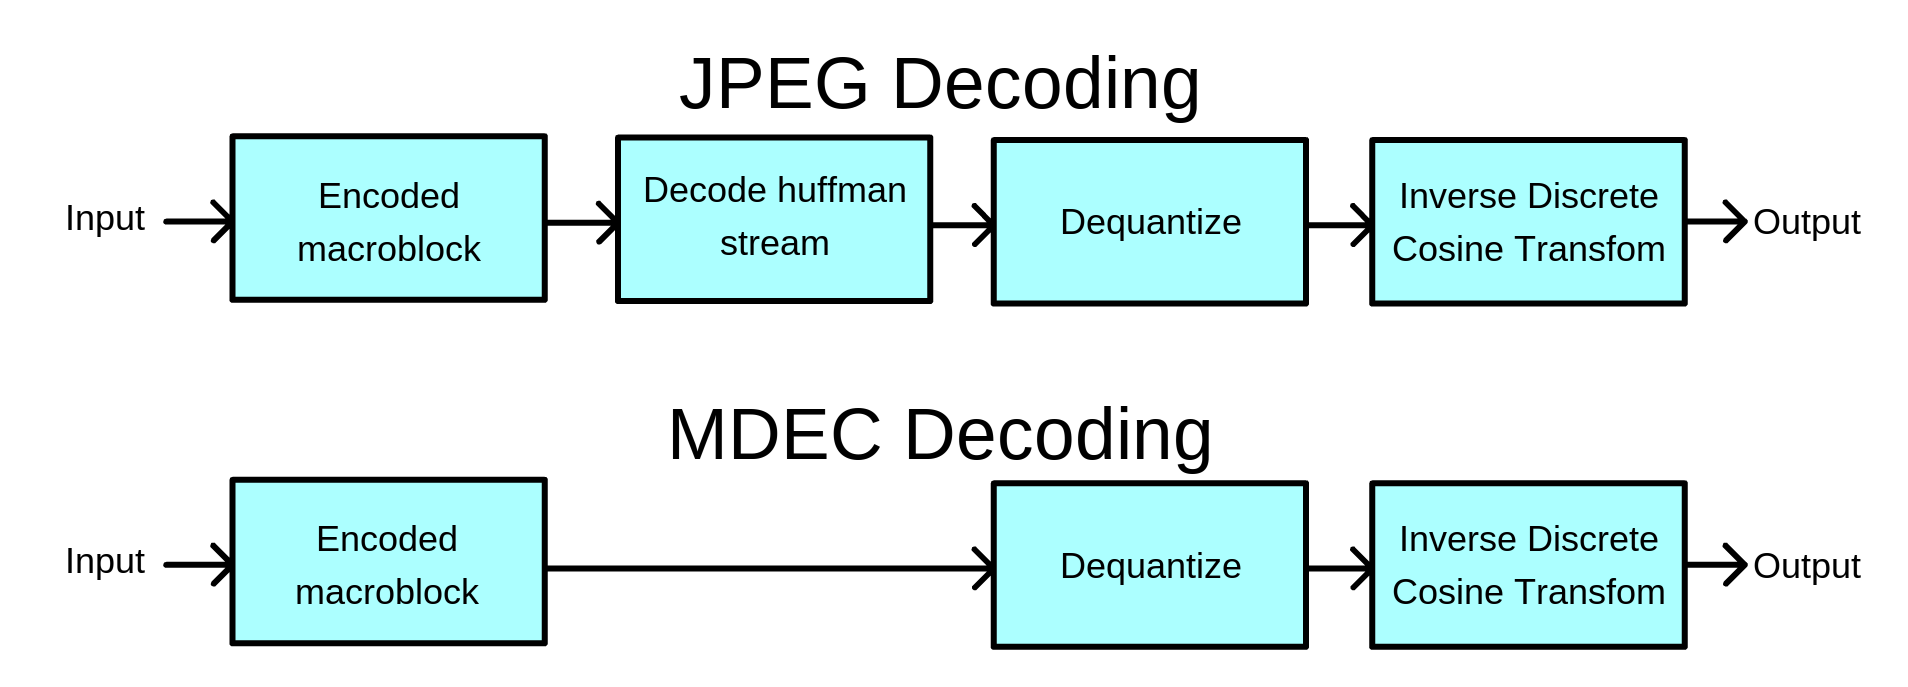 JPEG Decoding
Input
Encoded
macroblock
Decode huffman
stream
Dequantize
Inverse Discrete
Cosine Transfom
Output
MDEC Decoding
Input
Encoded
macroblock
Dequantize
Inverse Discrete
Cosine Transfom
Output